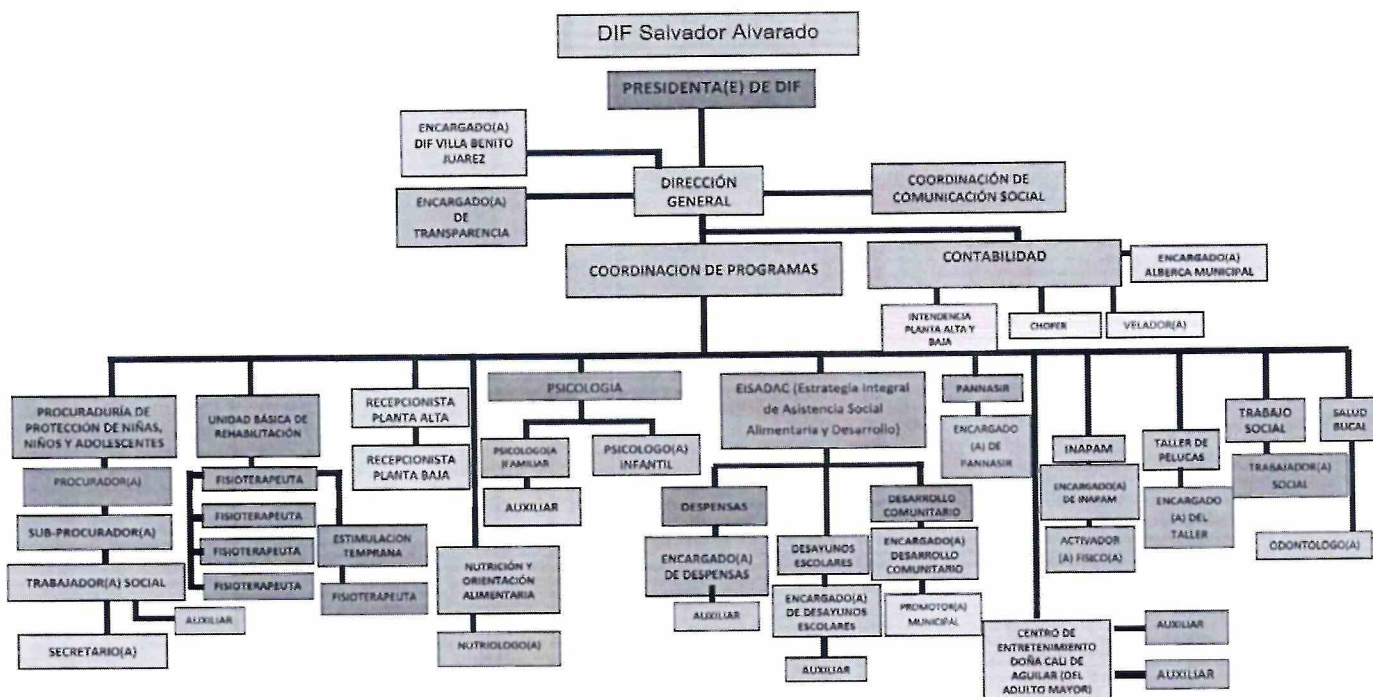 DIF Salvador Alvarado
PRESIDENTA(E) DE DIF
ENCARGADO(A)
DIF VILLA BENITO
JUAREZ
DIRECCIÓN
GENERAL
COORDINACIÓN DE
COMUNICACIÓN SOCIAL
ENCARGADO(A)
DE
TRANSPARENCIA
COORDINACION DE PROGRAMAS
CONTABILIDAD
ENCARGADO(A)
ALBERCA MUNICIPAL
INTENDENCIA
PLANTA ALTA Y
BAJA
CHOFER
VELADOR(A)
PROCURADURÍA DE
PROTECCIÓN DE NIÑAS,
NIÑOS Y ADOLESCENTES
PROCURADOR(A)
SUB-PROCURADOR(A)
TRABAJADOR(A) SOCIAL
AUXILIAR
SECRETARIO(A)
UNIDAD BÁSICA DE
REHABILITACIÓN
FISIOTERAPEUTA
FISIOTERAPEUTA
FISIOTERAPEUTA
FISIOTERAPEUTA
ESTIMULACION
TEMPRANA
FISIOTERAPEUTA
RECEPCIONISTA
PLANTA ALTA
RECEPCIONISTA
PLANTA BAJA
NUTRICIÓN Y
ORIENTACIÓN
ALIMENTARIA
NUTRIOLOGO(A)
PSICOLOGIA
PSICOLOGO(A
)FAMILIAR
AUXILIAR
PSICOLOGO(A)
INFANTIL
EISADAC (Estrategia Integral
de Asistencia Social
Alimentaria y Desarrollo)
DESPENSAS
ENCARGADO(A)
DE DESPENSAS
AUXILIAR
DESAYUNOS
ESCOLARES
ENCARGADO(A)
DE DESAYUNOS
ESCOLARES
AUXILIAR
DESARROLLO
COMUNITARIO
ENCARGADO(A)
DESARROLLO
COMUNITARIO
PROMOTOR(A)
MUNICIPAL
PANNASIR
ENCARGADO
(A) DE
PANNASIR
CENTRO DE
ENTRETENIMIENTO
DOÑA CALI DE
AGUILAR (DEL
ADULTO MAYOR)
AUXILIAR
AUXILIAR
INAPAM
ENCARGADO(A)
DE INAPAM
ACTIVADOR
(A) FISICO(A)
TALLER DE
PELUCAS
ENCARGADO
(A) DEL
TALLER
TRABAJO
SOCIAL
TRABAJADOR(A)
SOCIAL
SALUD
BUCAL
ODONTÓLOGO(A)